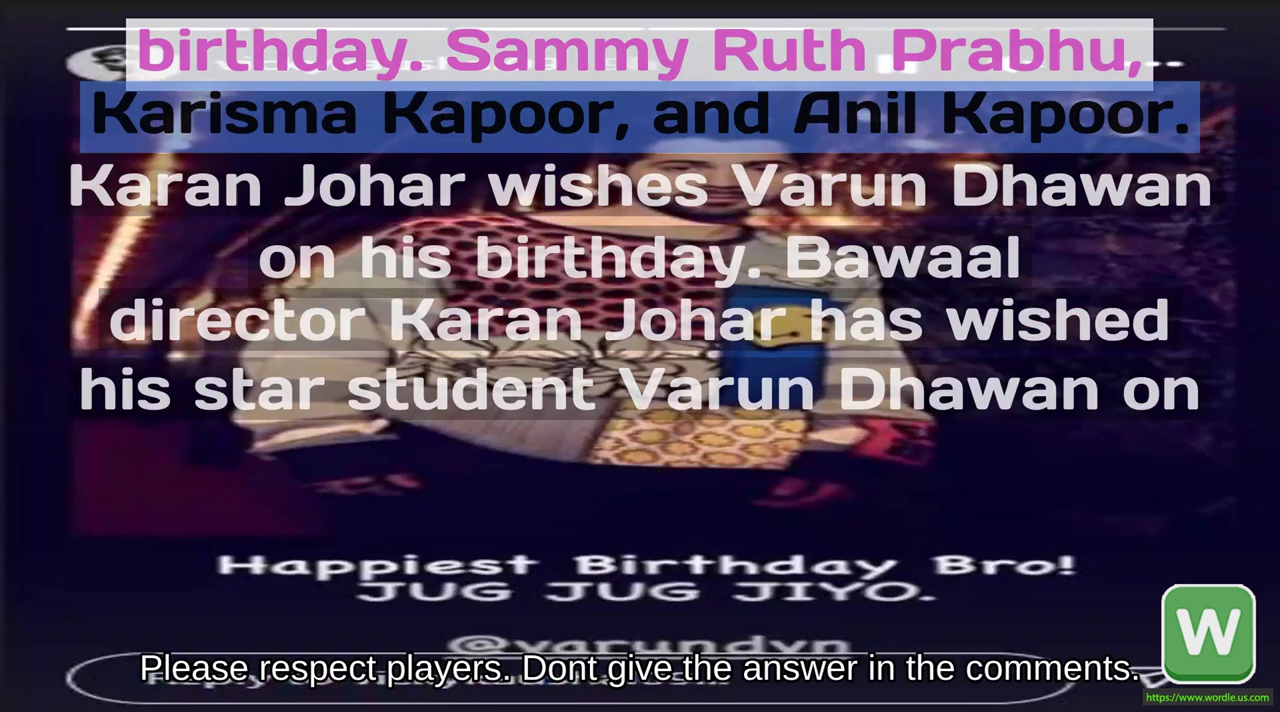 birthday. Sammy Ruth Prabhu,
Karisma Kapoor, and Anil Kapoor.
Karan Johar wishes Varun Dhawan
on his birthday. Bawaal
director Karan Johar has wished
his star student Varun Dhawan on
Happiest Birthday Bro!
JUG JUG JIYO.
@varundvn
Please respect players. Dont give the answer in the comments.
W
https://www.wordle.us.com